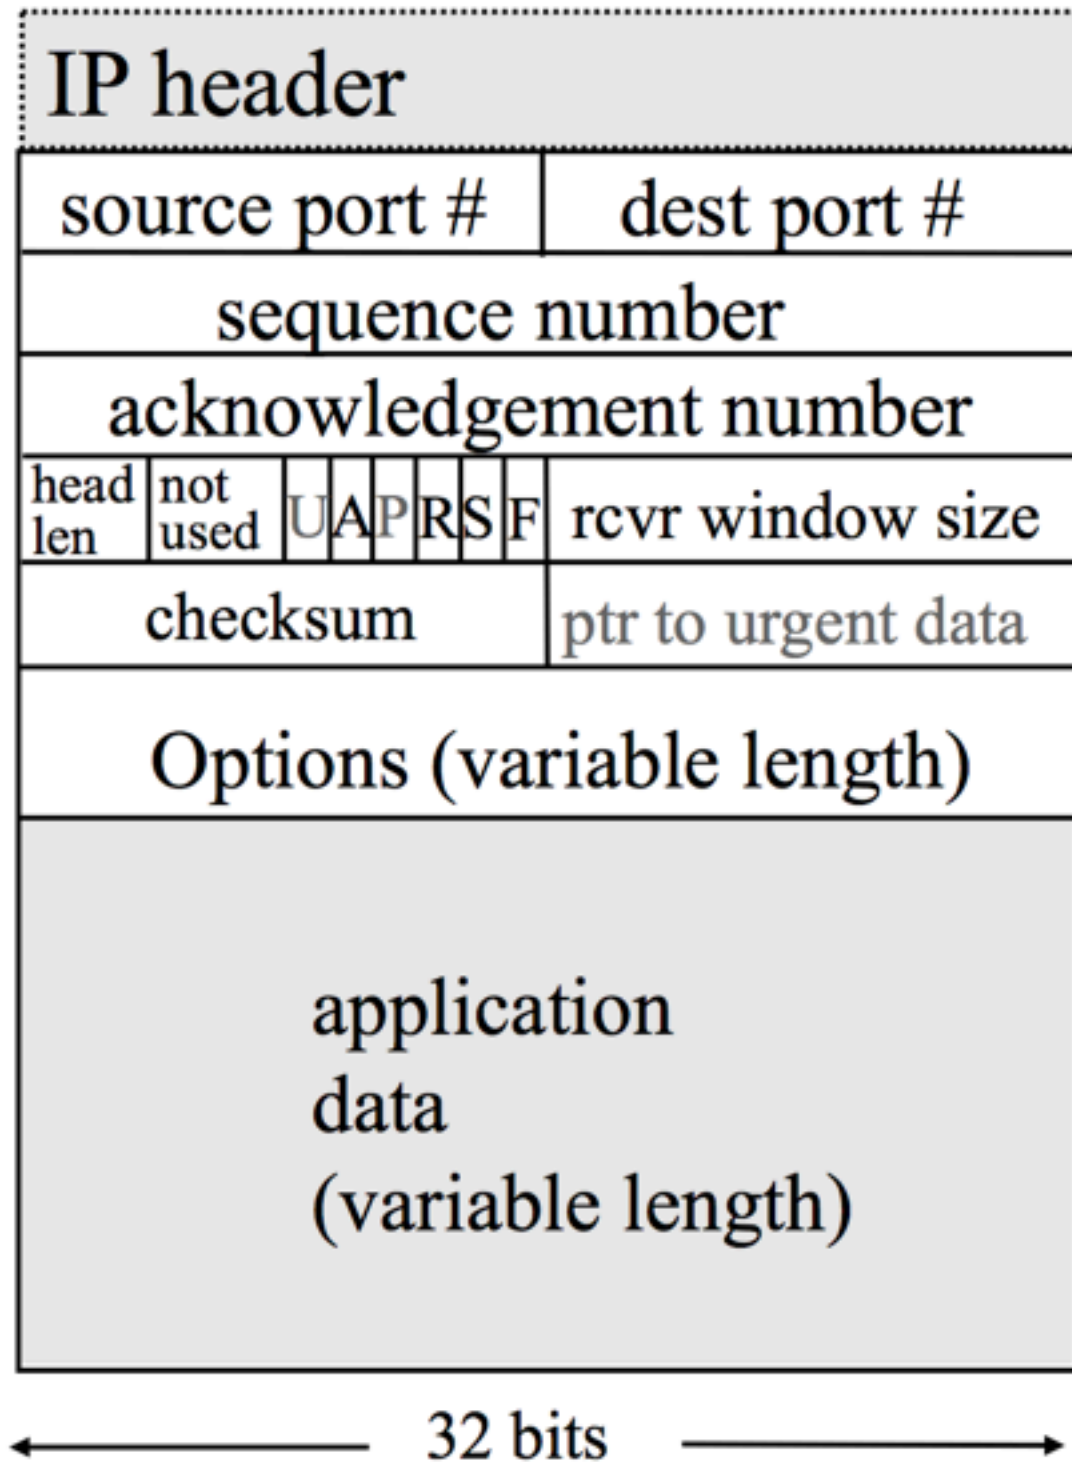 IP header
source port # dest port #
sequence number
acknowledgement number
head len not used U A P R S F rcvr window size
checksum ptr to urgent data
Options (variable length)
application
data
(variable length)
32 bits